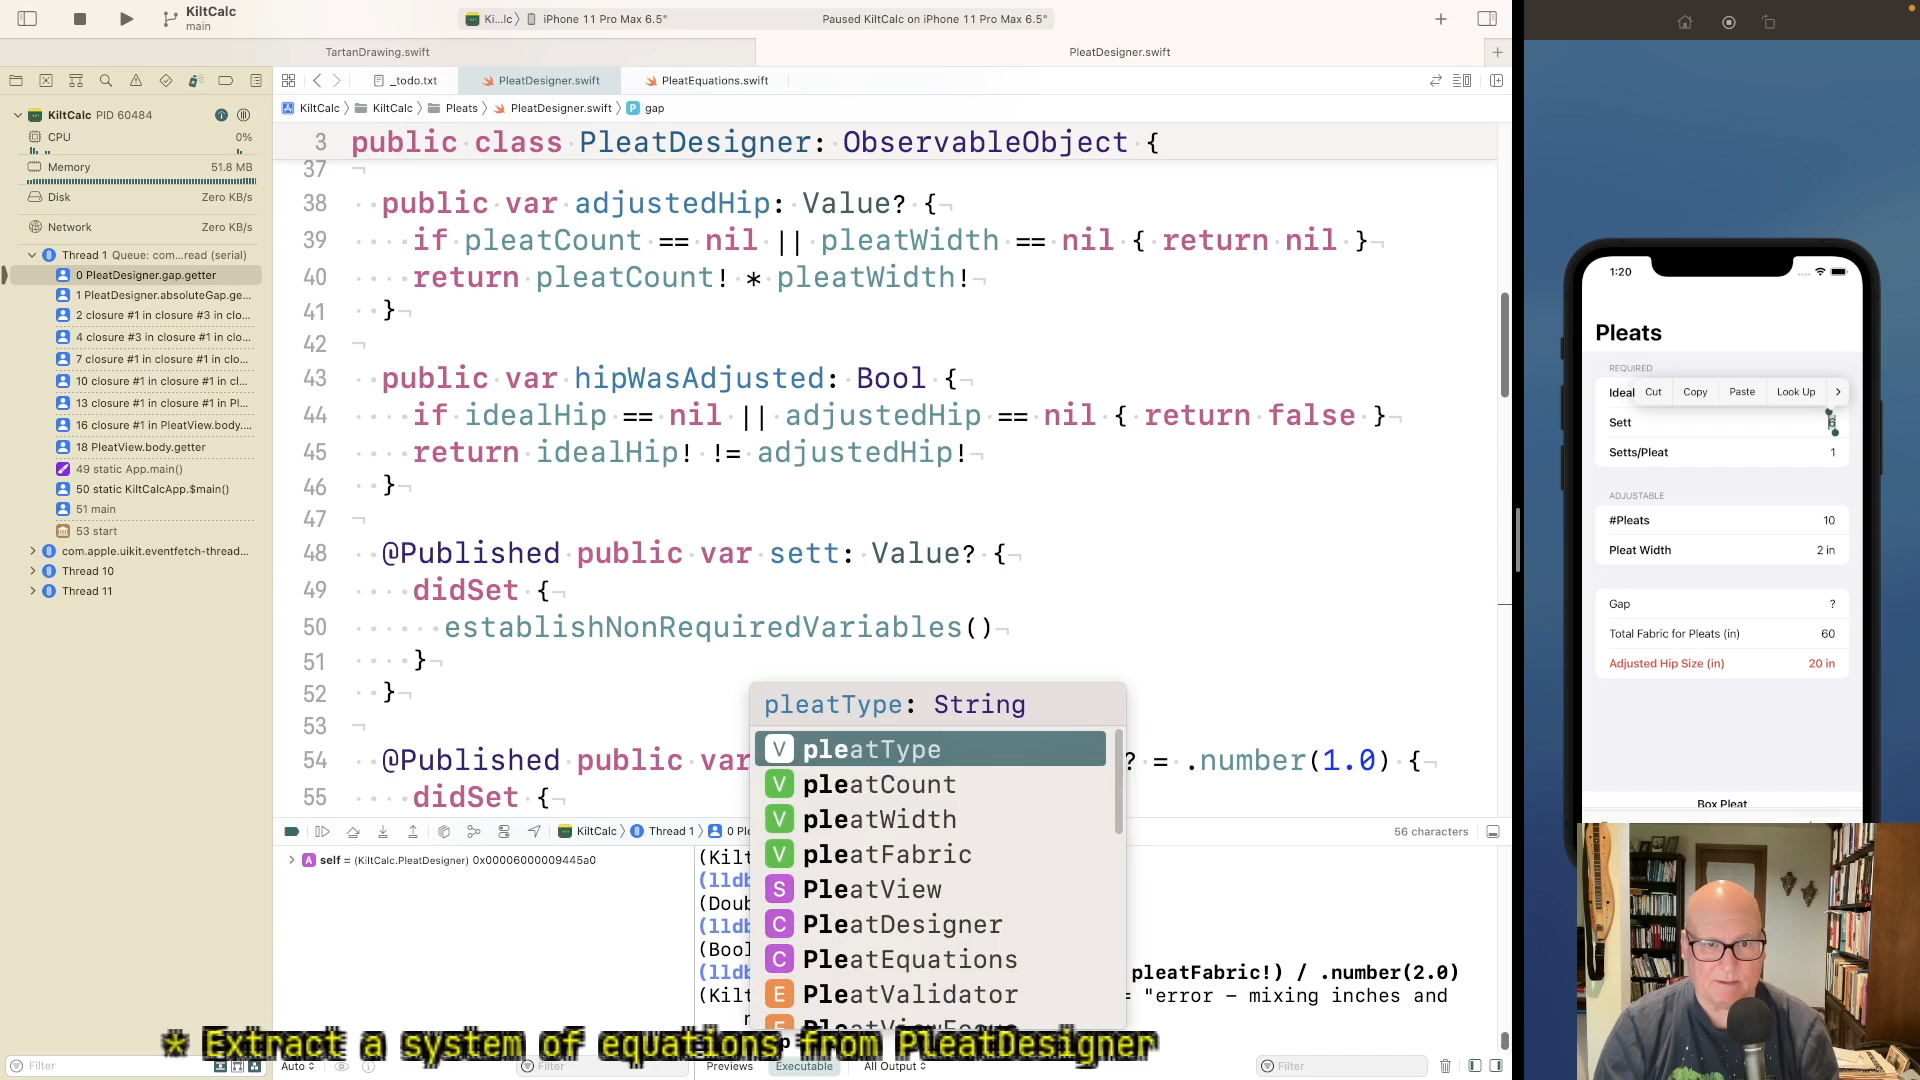 KiltCalc
main
Ki...lc
iPhone 11 Pro Max 6.5"
Paused KiltCalc on iPhone 11 Pro Max 6.5"
TartanDrawing.swift
PleatDesigner.swift
_todo.txt
PleatDesigner.swift
PleatEquations.swift
KiltCalc
KiltCalc
Pleats
PleatDesigner.swift
gap
KiltCalc PID 60484
CPU 0%
Memory 51.8 MB
Disk Zero KB/s
Network Zero KB/s
Thread 1 Queue: com...read (serial)
0 PleatDesigner.gap.getter
1 PleatDesigner.absoluteGap.ge...
2 closure #1 in closure #3 in clo...
4 closure #3 in closure #1 in clo...
7 closure #1 in closure #1 in clo...
10 closure #1 in closure #1 in cl...
13 closure #1 in closure #1 in Pl...
16 closure #1 in PleatView.body....
18 PleatView.body.getter
49 static App.main()
50 static KiltCalcApp.$main()
51 main
53 start
com.apple.uikit.eventfetch-thread...
Thread 10
Thread 11
Filter
3 public class PleatDesigner: ObservableObject {
37
38 public var adjustedHip: Value? {
39 if pleatCount == nil || pleatWidth == nil { return nil }
40 return pleatCount! * pleatWidth!
41 }
42
43 public var hipWasAdjusted: Bool {
44 if idealHip == nil || adjustedHip == nil { return false }
45 return idealHip! != adjustedHip!
46 }
47
48 @Published public var sett: Value? {
49 didSet {
50 establishNonRequiredVariables()
51 }
52 }
53
54 @Published public var ? = .number(1.0) {
55 didSet {
pleatType: String
V pleatType
V pleatCount
V pleatWidth
V pleatFabric
S PleatView
C PleatDesigner
C PleatEquations
E PleatValidator
E PleatViewFocus
KiltCalc
Thread 1
0 Ple
56 characters
self = (KiltCalc.PleatDesigner) 0x00006000009445a0
(Kilt
(lldb
(Doub
(lldb
(Bool
(lldb pleatFabric!) / .number(2.0)
(Kilt = "error - mixing inches and
Auto
Filter
Previews
Executable
All Output
Filter
* Extract a system of equations from PleatDesigner
1:20
Pleats
REQUIRED
Ideal
Cut
Copy
Paste
Look Up
Sett 6
Setts/Pleat 1
ADJUSTABLE
#Pleats 10
Pleat Width 2 in
Gap ?
Total Fabric for Pleats (in) 60
Adjusted Hip Size (in) 20 in
Box Pleat